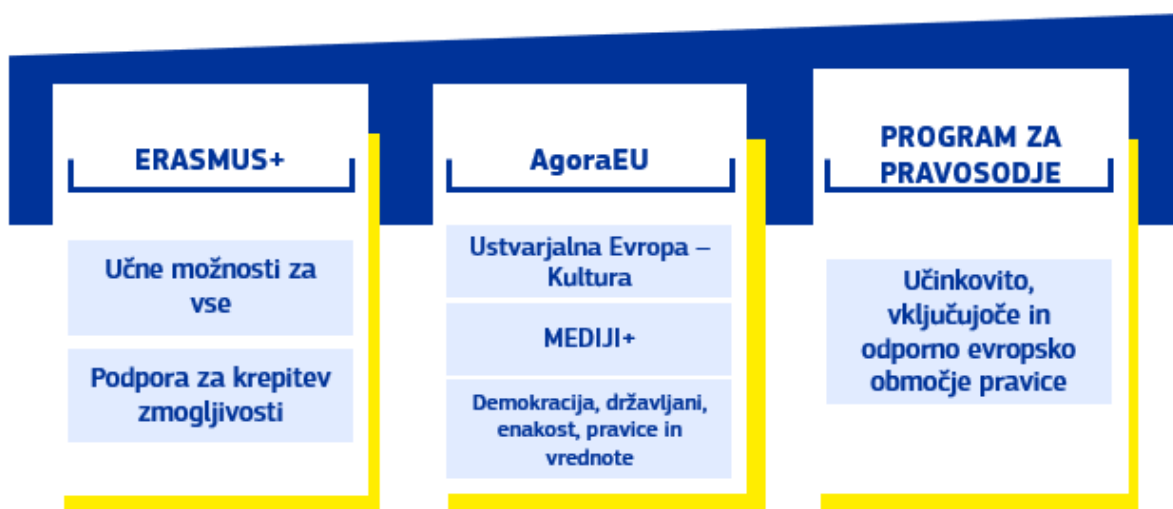 ERASMUS+
Učne možnosti za
vse
Podpora za krepitev
zmogljivosti
AgoraEU
Ustvarjalna Evropa –
Kultura
MEDIJI+
Demokracija, državljani,
enakost, pravice in
vrednote
PROGRAM ZA
PRAVOSODJE
Učinkovito,
vključujoče in
odporno evropsko
območje pravice